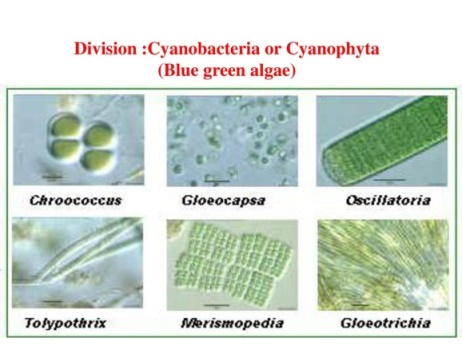 Division :Cyanobacteria or Cyanophyta
(Blue green algae)
Chroococcus Gloeocapsa Oscillatoria
Tolypothrix Merismopedia Gloeotrichia